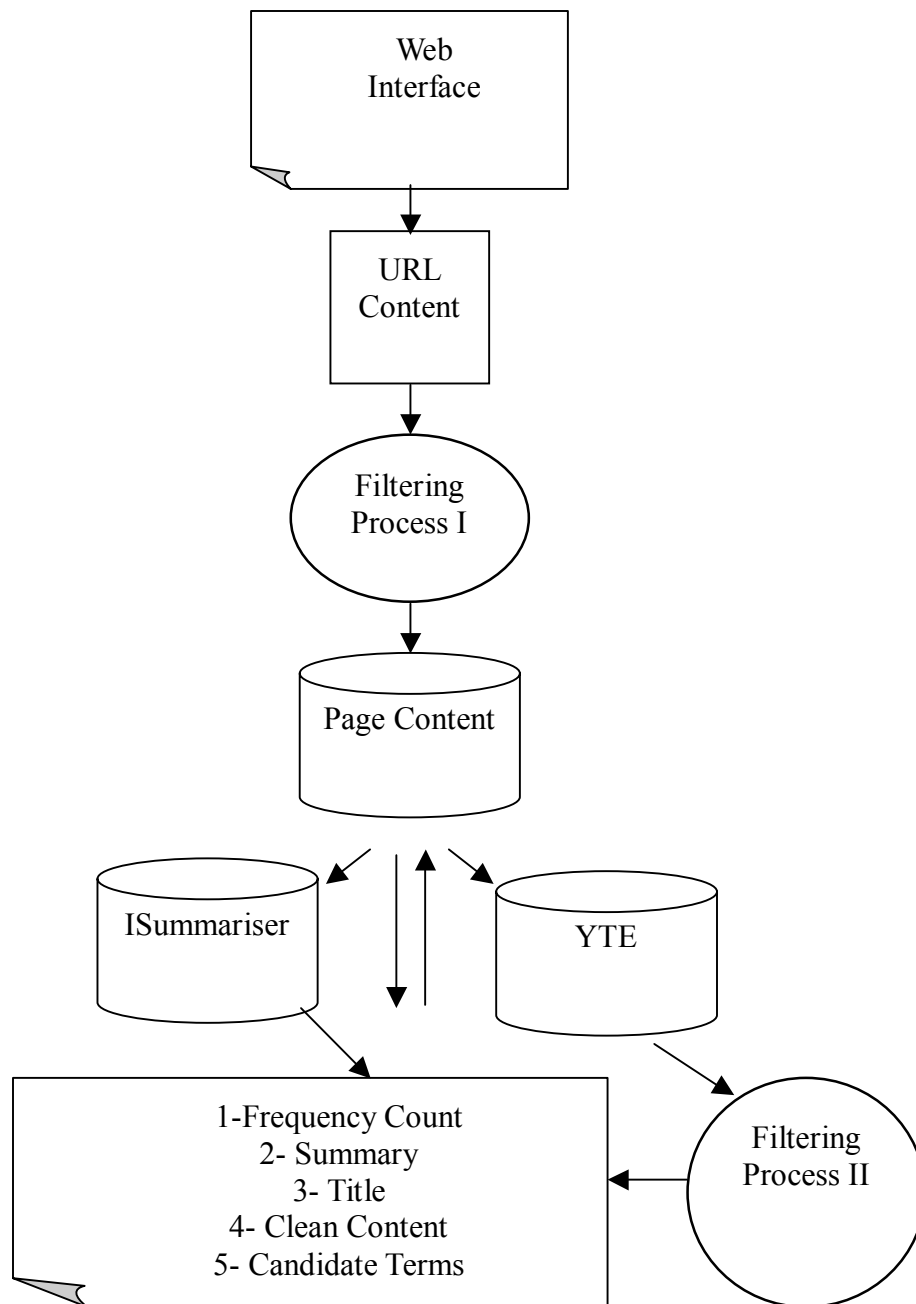 Web
Interface
URL
Content
Filtering
Process I
Page Content
ISummariser
YTE
1-Frequency Count
2- Summary
3- Title
4- Clean Content
5- Candidate Terms
Filtering
Process II